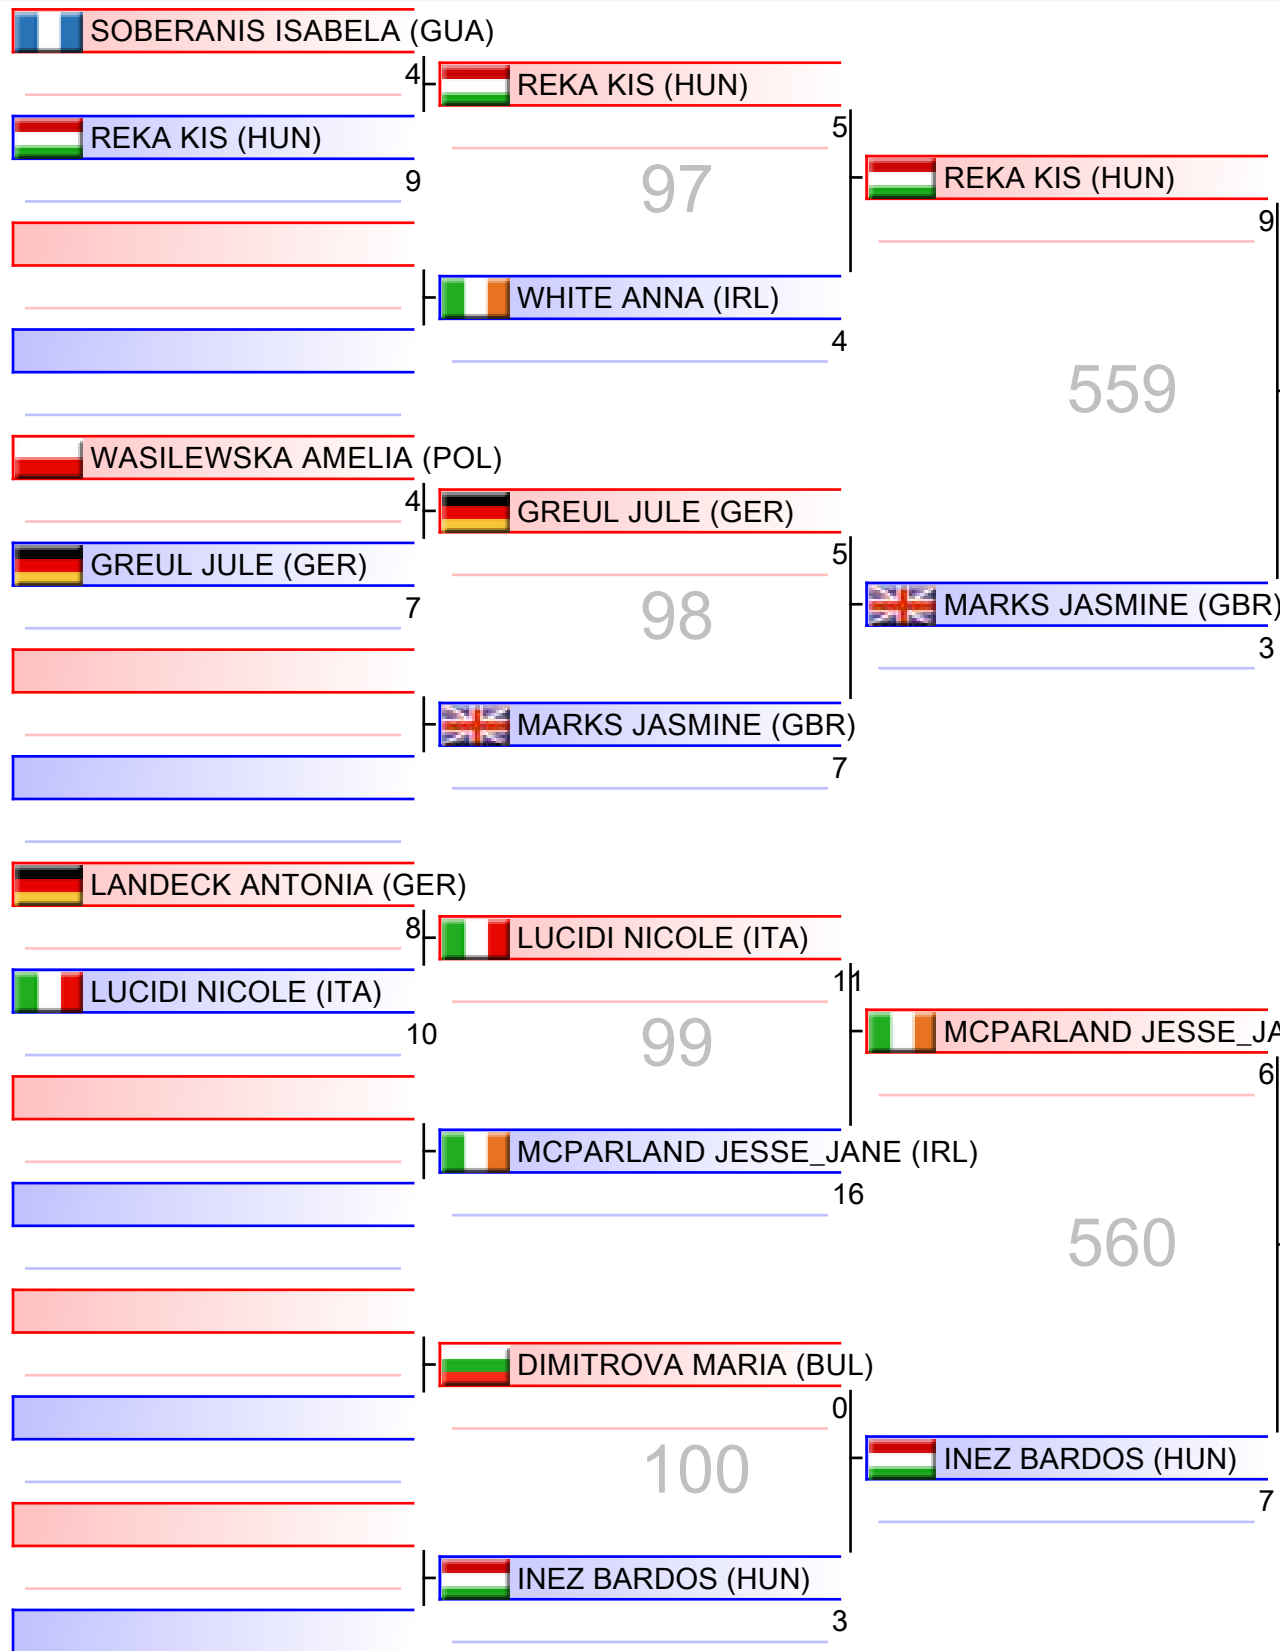 SOBERANIS ISABELA (GUA)
4
REKA KIS (HUN)
9
WASILEWSKA AMELIA (POL)
4
GREUL JULE (GER)
7
LANDECK ANTONIA (GER)
8
LUCIDI NICOLE (ITA)
10
REKA KIS (HUN)
5
97
WHITE ANNA (IRL)
4
GREUL JULE (GER)
5
98
MARKS JASMINE (GBR)
7
LUCIDI NICOLE (ITA)
11
99
MCPARLAND JESSE_JANE (IRL)
16
DIMITROVA MARIA (BUL)
0
100
INEZ BARDOS (HUN)
3
REKA KIS (HUN)
9
559
MARKS JASMINE (GBR)
3
MCPARLAND JESSE_JA
6
560
INEZ BARDOS (HUN)
7